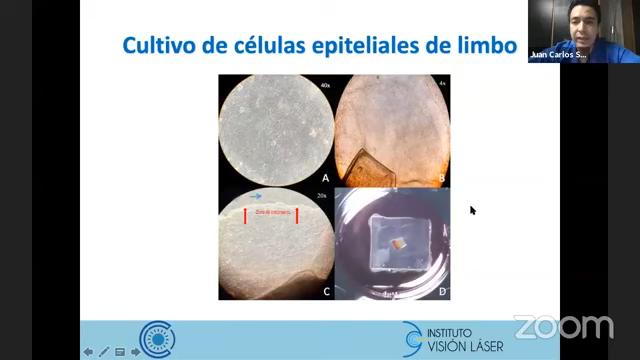 Cultivo de células epiteliales de limbo
Juan Carlos S...
40x
4x
A
B
20x
C
D
INSTITUTO
VISIÓN LÁSER
zoom